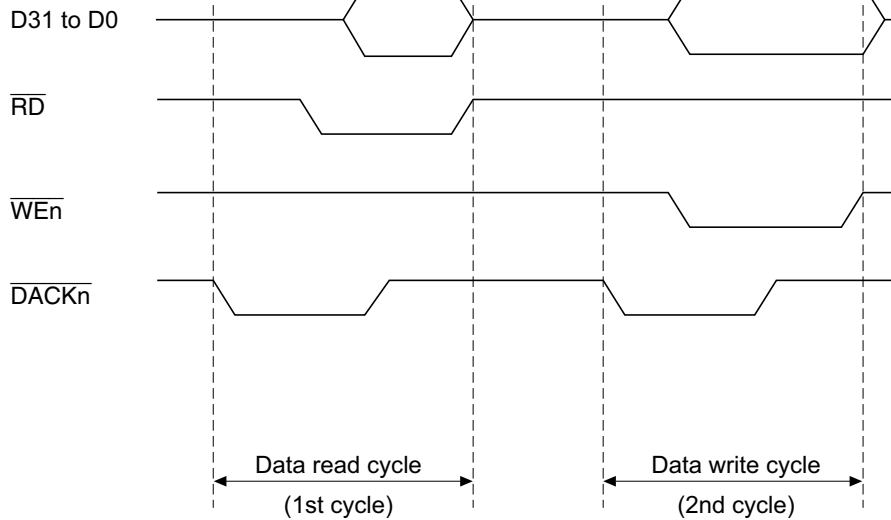 D31 to D0
RD
WEn
DACKn
Data read cycle
(1st cycle)
Data write cycle
(2nd cycle)